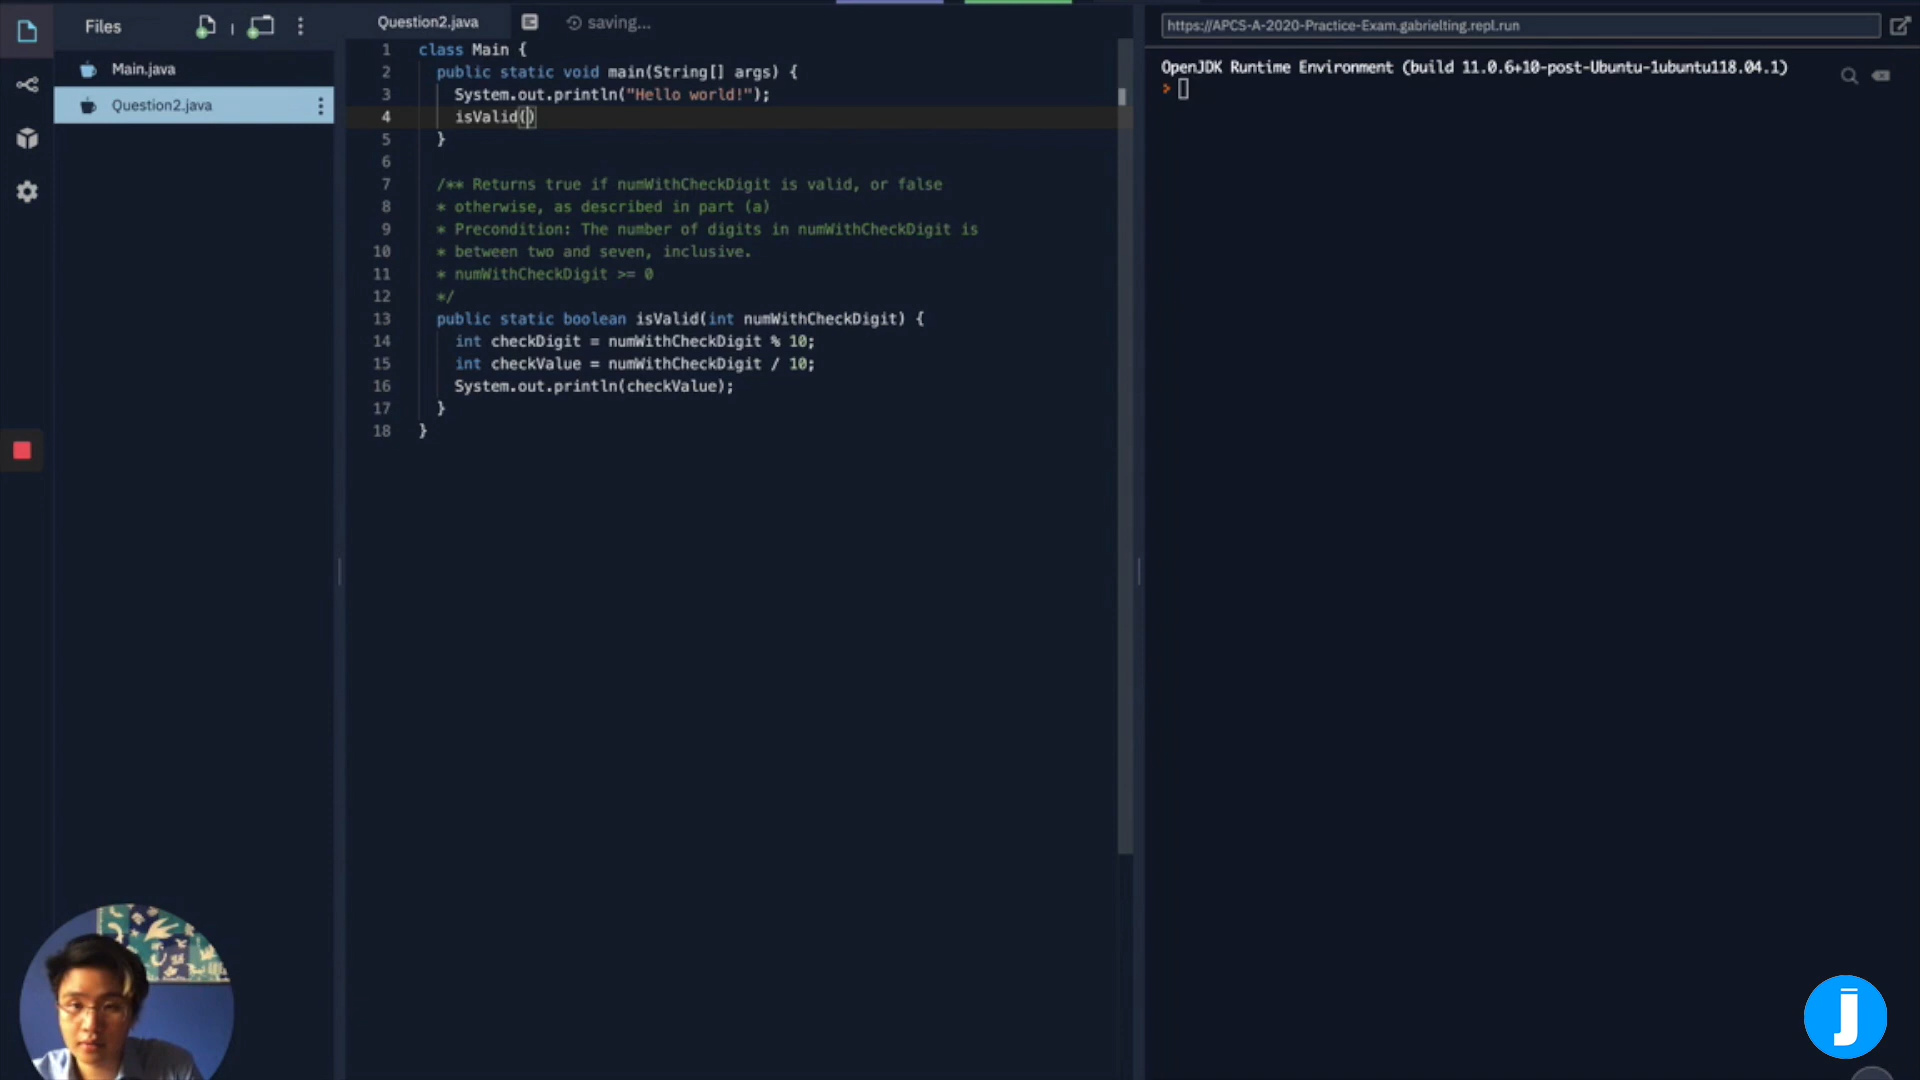 Files
Main.java
Question2.java
Question2.java
saving...
1 class Main {
2 public static void main(String[] args) {
3 System.out.println("Hello world!");
4 isValid()
5 }
6
7 /** Returns true if numWithCheckDigit is valid, or false
8 * otherwise, as described in part (a)
9 * Precondition: The number of digits in numWithCheckDigit is
10 * between two and seven, inclusive.
11 * numWithCheckDigit >= 0
12 */
13 public static boolean isValid(int numWithCheckDigit) {
14 int checkDigit = numWithCheckDigit % 10;
15 int checkValue = numWithCheckDigit / 10;
16 System.out.println(checkValue);
17 }
18 }
https://APCS-A-2020-Practice-Exam.gabrielting.repl.run
OpenJDK Runtime Environment (build 11.0.6+10-post-Ubuntu-1ubuntu118.04.1)
>
J